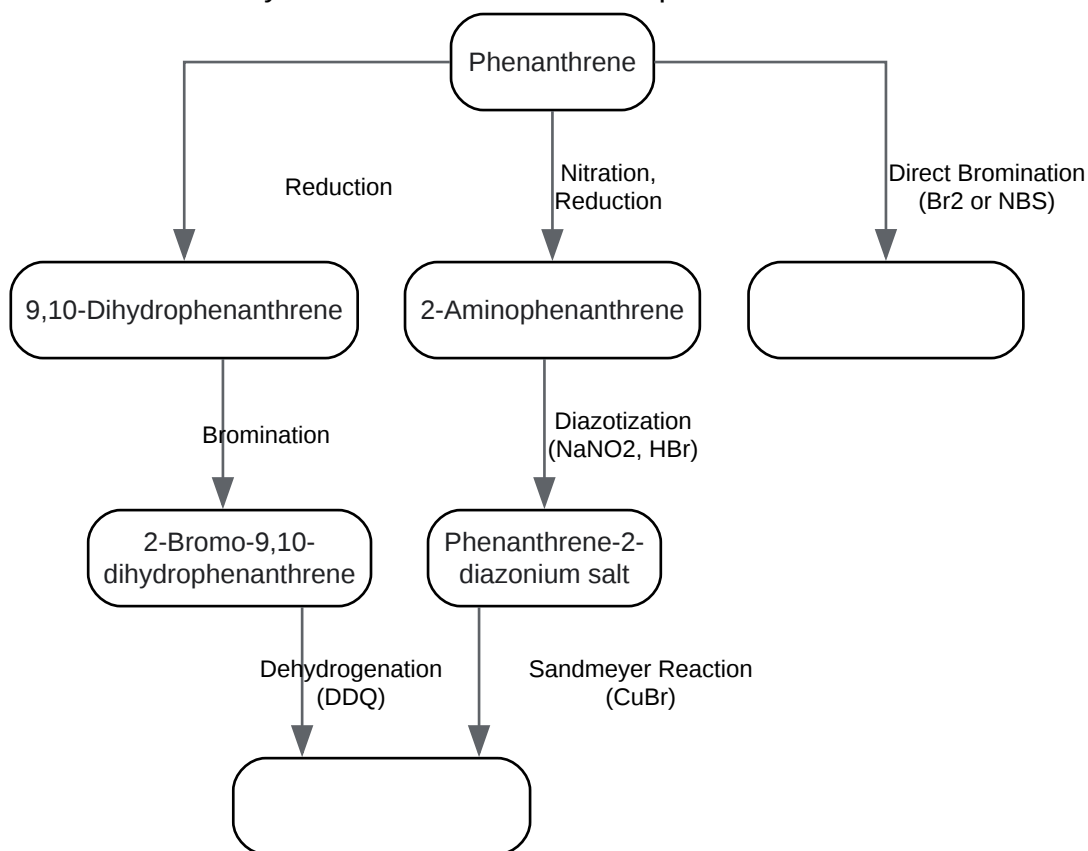 Phenanthrene
Reduction
Nitration,
Reduction
Direct Bromination
(Br2 or NBS)
9,10-Dihydrophenanthrene
2-Aminophenanthrene
Bromination
Diazotization
(NaNO2, HBr)
2-Bromo-9,10-
dihydrophenanthrene
Phenanthrene-2-
diazonium salt
Dehydrogenation
(DDQ)
Sandmeyer Reaction
(CuBr)